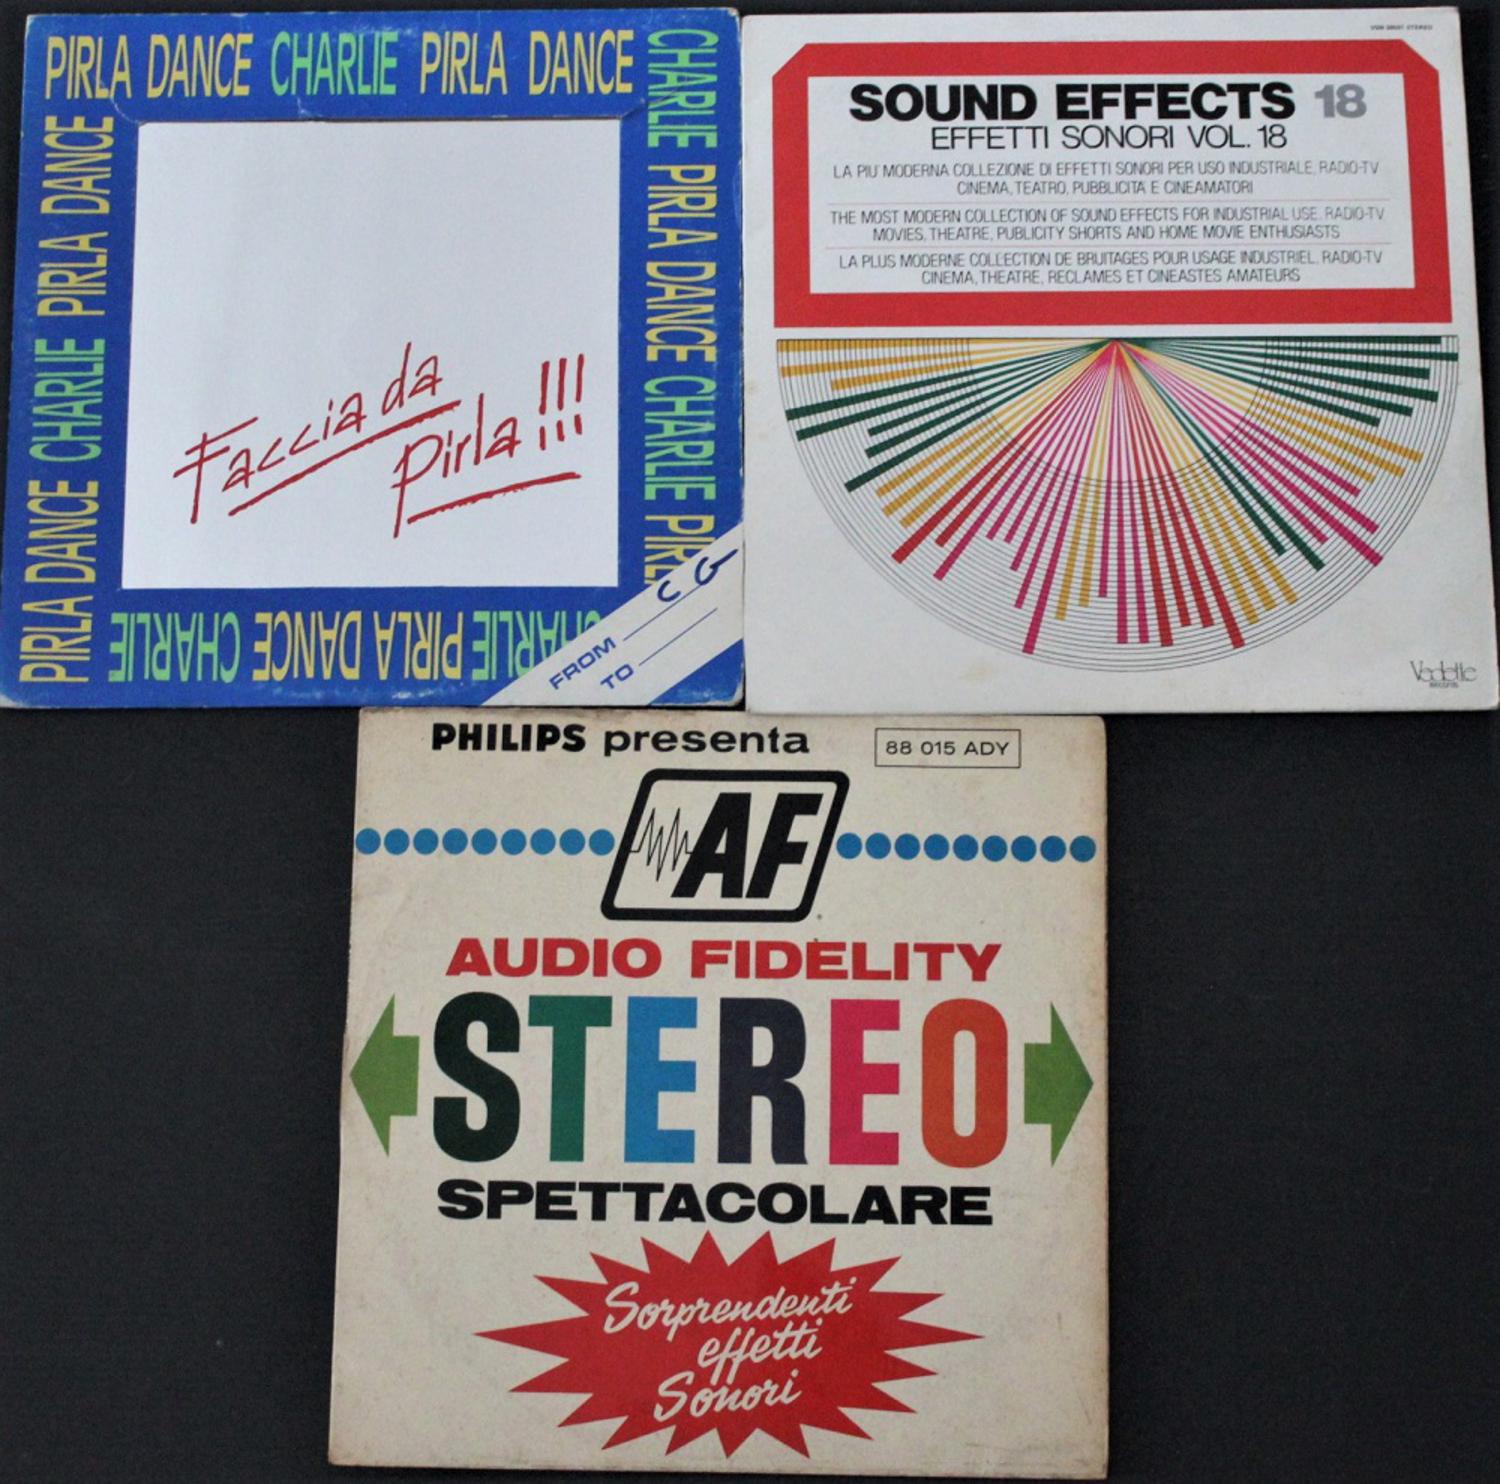 PIRLA DANCE CHARLIE PIRLA DANCE
CHARLIE PIRLA DANCE CHARLIE PIRL
CHARLIE PIRLA DANCE CHARLIE
PIRLA DANCE CHARLIE PIRLA DANCE
Faccia da
pirla!!!
FROM C G
TO
STEREO
SOUND EFFECTS 18
EFFETTI SONORI VOL. 18
LA PIU' MODERNA COLLEZIONE DI EFFETTI SONORI PER USO INDUSTRIALE, RADIO-TV
CINEMA, TEATRO, PUBBLICITA' E CINEAMATORI
THE MOST MODERN COLLECTION OF SOUND EFFECTS FOR INDUSTRIAL USE, RADIO-TV
MOVIES, THEATRE, PUBLICITY SHORTS AND HOME MOVIE ENTHUSIASTS
LA PLUS MODERNE COLLECTION DE BRUITAGES POUR USAGE INDUSTRIEL, RADIO-TV
CINEMA, THEATRE, RECLAMES ET CINEASTES AMATEURS
Vedette
RECORDS
PHILIPS presenta
88 015 ADY
AF
AUDIO FIDELITY
STEREO
SPETTACOLARE
Sorprendenti
effetti
Sonori